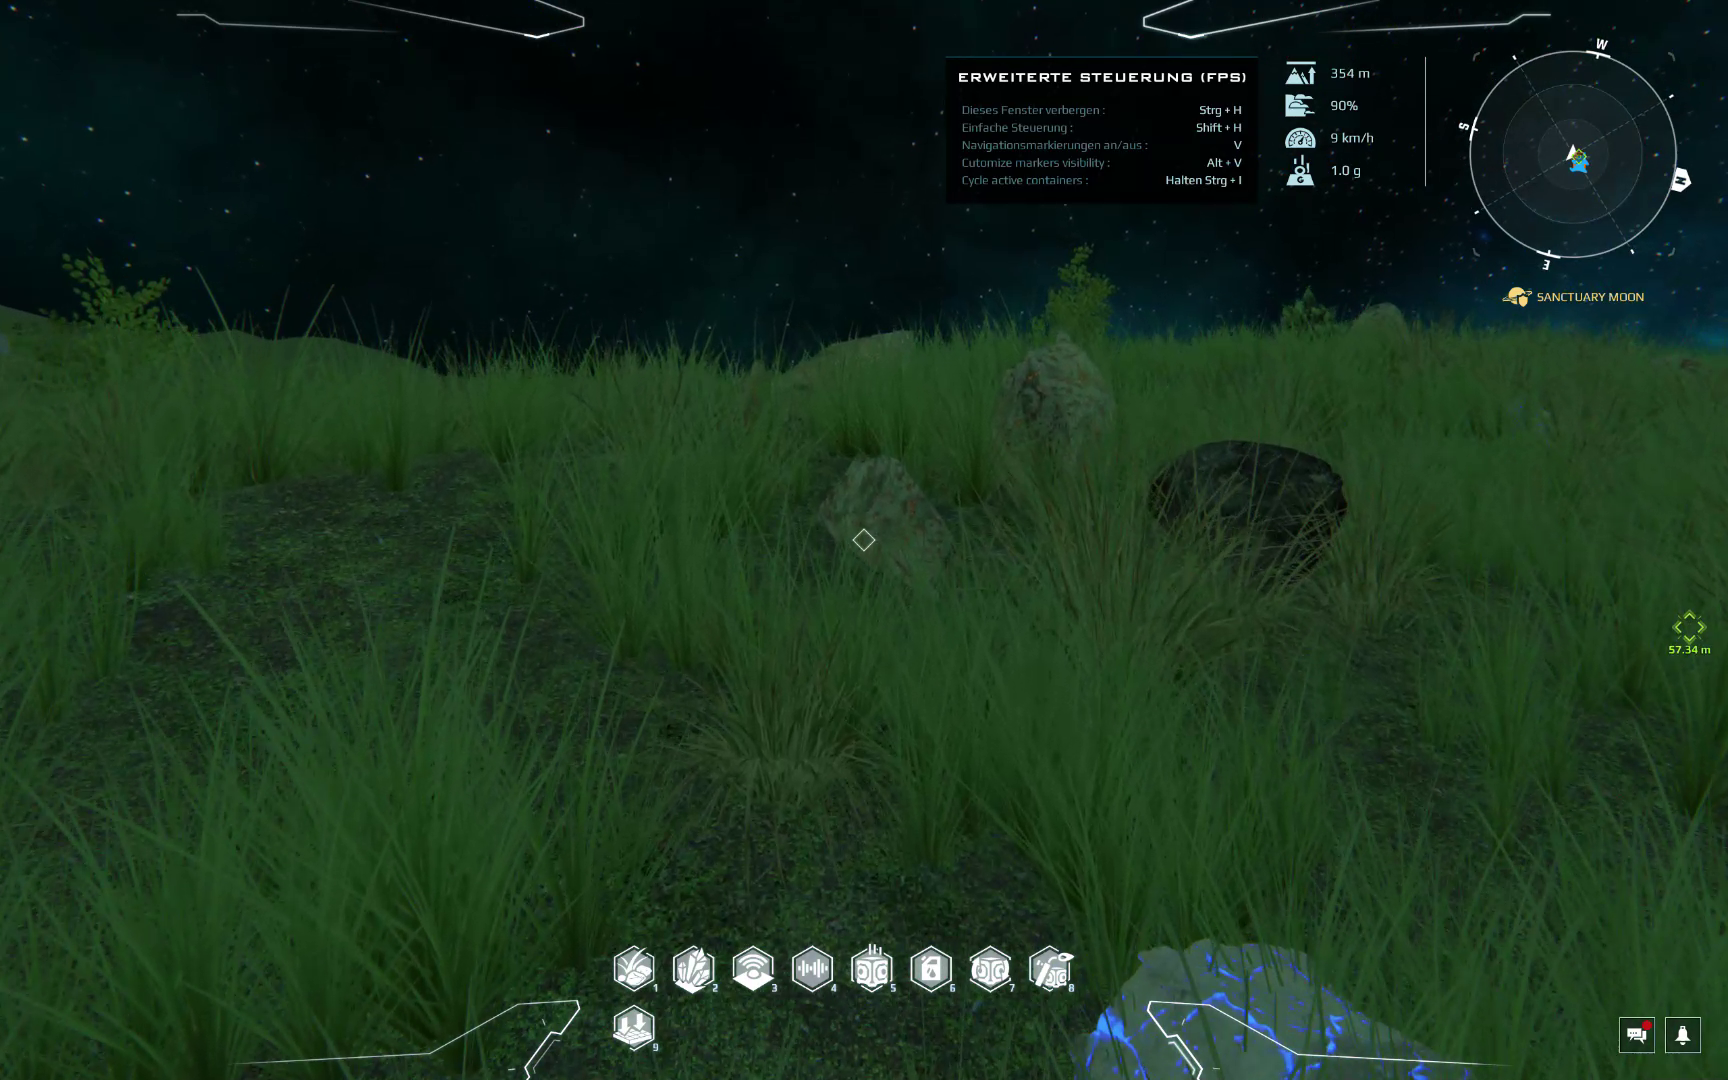 ERWEITERTE STEUERUNG (FPS)
Dieses Fenster verbergen : Strg + H
Einfache Steuerung : Shift + H
Navigationsmarkierungen an/aus : V
Cutomize markers visibility : Alt + V
Cycle active containers : Halten Strg + I
354 m
90%
9 km/h
1.0 g
G
W
S
N
E
SANCTUARY MOON
57.34 m
1
2
3
4
5
6
7
8
9